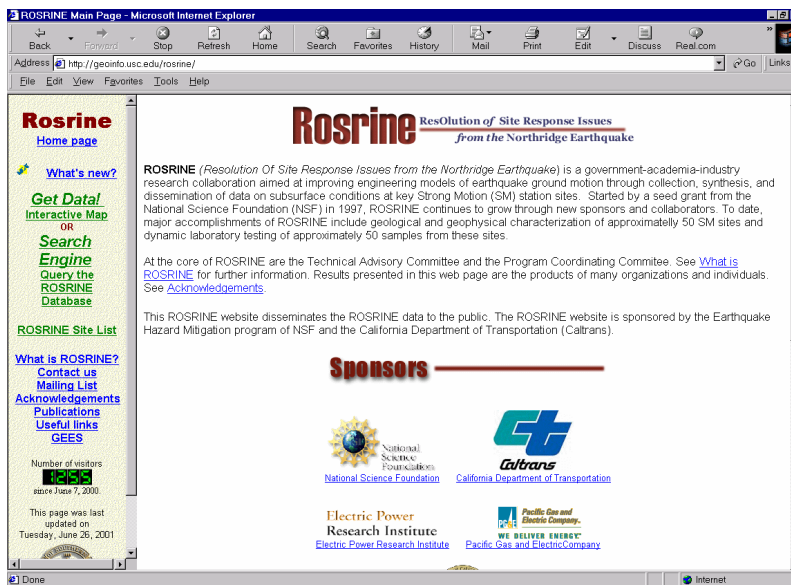 ROSRINE Main Page - Microsoft Internet Explorer
Back Forward Stop Refresh Home Search Favorites History Mail Print Edit Discuss Real.com »
Address http://geoinfo.usc.edu/rosrine/ Go Links
File Edit View Favorites Tools Help
Rosrine
Home page
What's new?
Get Data!
Interactive Map
OR
Search
Engine
Query the
ROSRINE
Database
ROSRINE Site List
What is ROSRINE?
Contact us
Mailing List
Acknowledgements
Publications
Useful links
GEES
Number of visitors
1255
since June 7, 2000.
This page was last
updated on
Tuesday, June 26, 2001
Rosrine ResOlution of Site Response Issues
from the Northridge Earthquake
ROSRINE (Resolution Of Site Response Issues from the Northridge Earthquake) is a government-academia-industry
research collaboration aimed at improving engineering models of earthquake ground motion through collection, synthesis, and
dissemination of data on subsurface conditions at key Strong Motion (SM) station sites. Started by a seed grant from the
National Science Foundation (NSF) in 1997, ROSRINE continues to grow through new sponsors and collaborators. To date,
major accomplishments of ROSRINE include geological and geophysical characterization of approximatelly 50 SM sites and
dynamic laboratory testing of approximately 50 samples from these sites.
At the core of ROSRINE are the Technical Advisory Committee and the Program Coordinating Commitee. See What is
ROSRINE for further information. Results presented in this web page are the products of many organizations and individuals.
See Acknowledgements.
This ROSRINE website disseminates the ROSRINE data to the public. The ROSRINE website is sponsored by the Earthquake
Hazard Mitigation program of NSF and the California Department of Transportation (Caltrans).
Sponsors
National
Science
Foundation
National Science Foundation
Caltrans
California Department of Transportation
Electric Power
Research Institute
Electric Power Research Institute
PG&E Pacific Gas and
Electric Company.
WE DELIVER ENERGY.
Pacific Gas and ElectricCompany
Done Internet